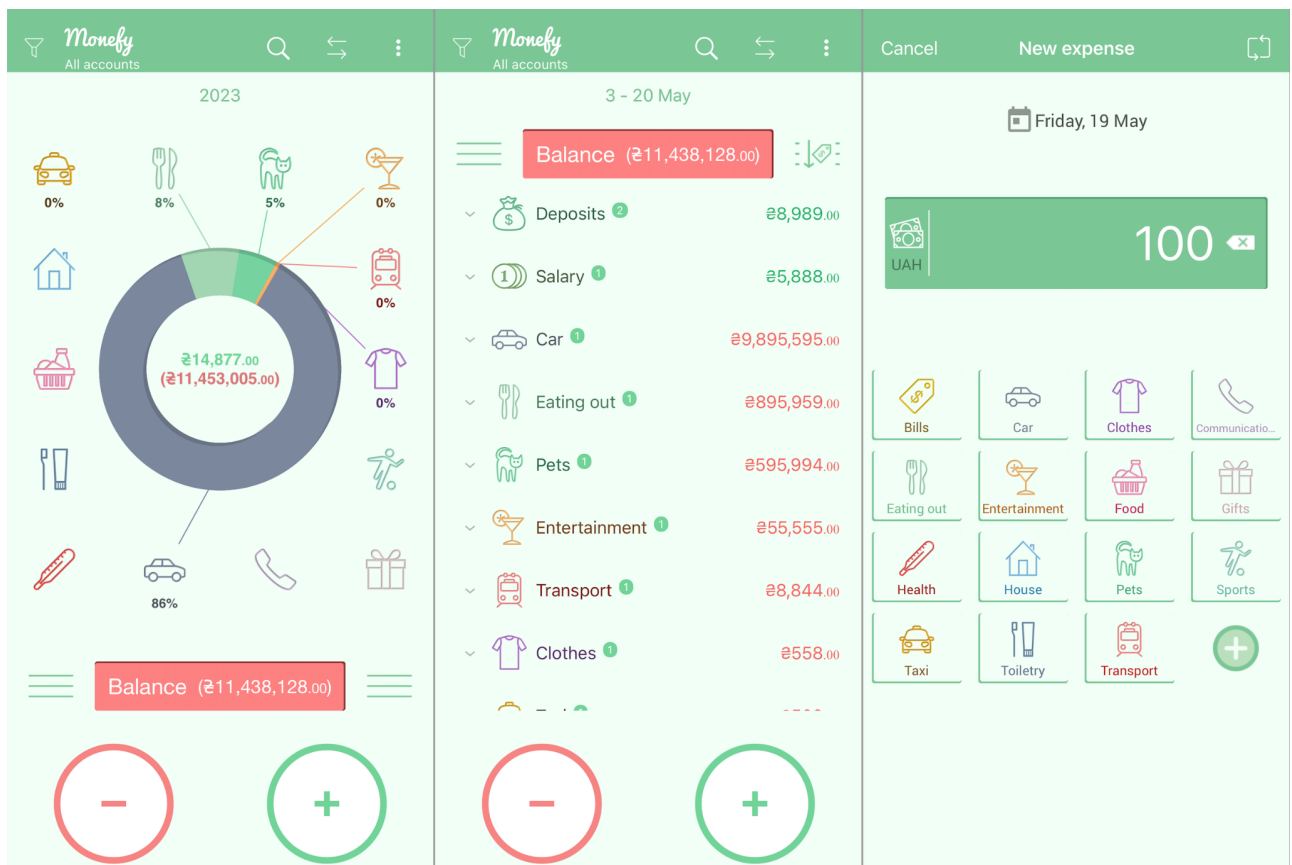 Monefy
All accounts
2023
0%
8%
5%
0%
0%
₴14,877.00
(₴11,453,005.00)
0%
86%
Balance (₴11,438,128.00)
Monefy
All accounts
3 - 20 May
Balance (₴11,438,128.00)
$ Deposits 2 ₴8,989.00
1 Salary 1 ₴5,888.00
Car 1 ₴9,895,595.00
Eating out 1 ₴895,959.00
Pets 1 ₴595,994.00
Entertainment 1 ₴55,555.00
Transport 1 ₴8,844.00
Clothes 1 ₴558.00
Cancel New expense
Friday, 19 May
UAH 100
Bills Car Clothes Communicatio...
Eating out Entertainment Food Gifts
Health House Pets Sports
Taxi Toiletry Transport